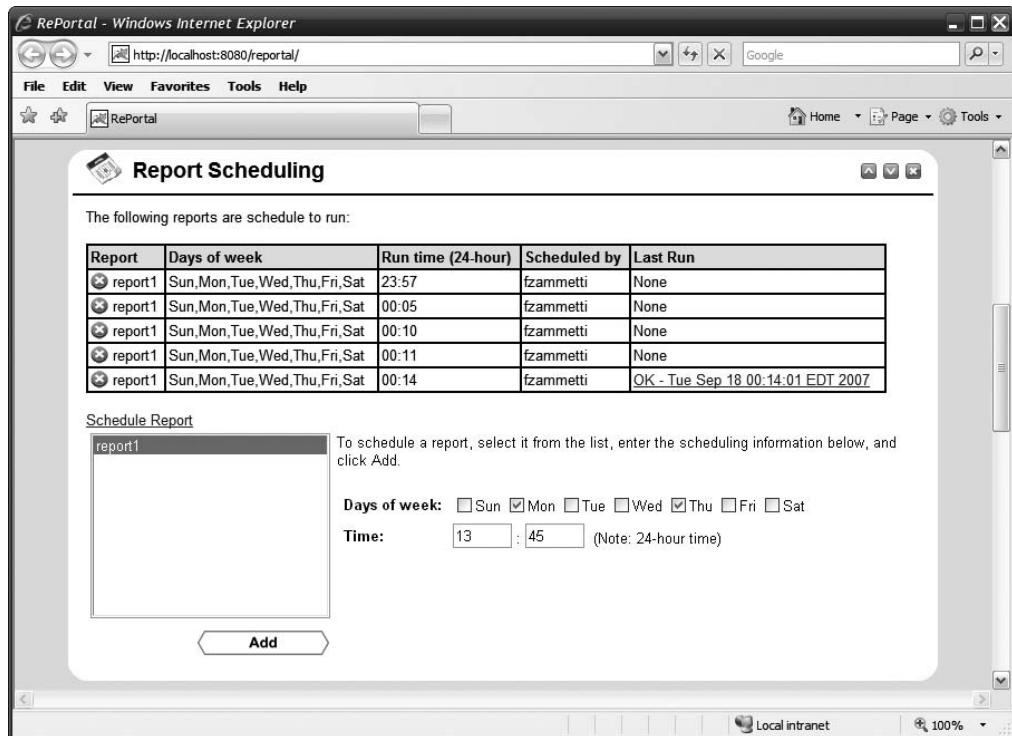 RePortal - Windows Internet Explorer
http://localhost:8080/reportal/
Google
File Edit View Favorites Tools Help
RePortal
Home Page Tools
Report Scheduling
The following reports are schedule to run:
Report Days of week Run time (24-hour) Scheduled by Last Run
report1 Sun,Mon,Tue,Wed,Thu,Fri,Sat 23:57 fzammetti None
report1 Sun,Mon,Tue,Wed,Thu,Fri,Sat 00:05 fzammetti None
report1 Sun,Mon,Tue,Wed,Thu,Fri,Sat 00:10 fzammetti None
report1 Sun,Mon,Tue,Wed,Thu,Fri,Sat 00:11 fzammetti None
report1 Sun,Mon,Tue,Wed,Thu,Fri,Sat 00:14 fzammetti OK - Tue Sep 18 00:14:01 EDT 2007
Schedule Report
report1
To schedule a report, select it from the list, enter the scheduling information below, and
click Add.
Days of week: Sun Mon Tue Wed Thu Fri Sat
Time: 13 : 45 (Note: 24-hour time)
Add
Local intranet 100%